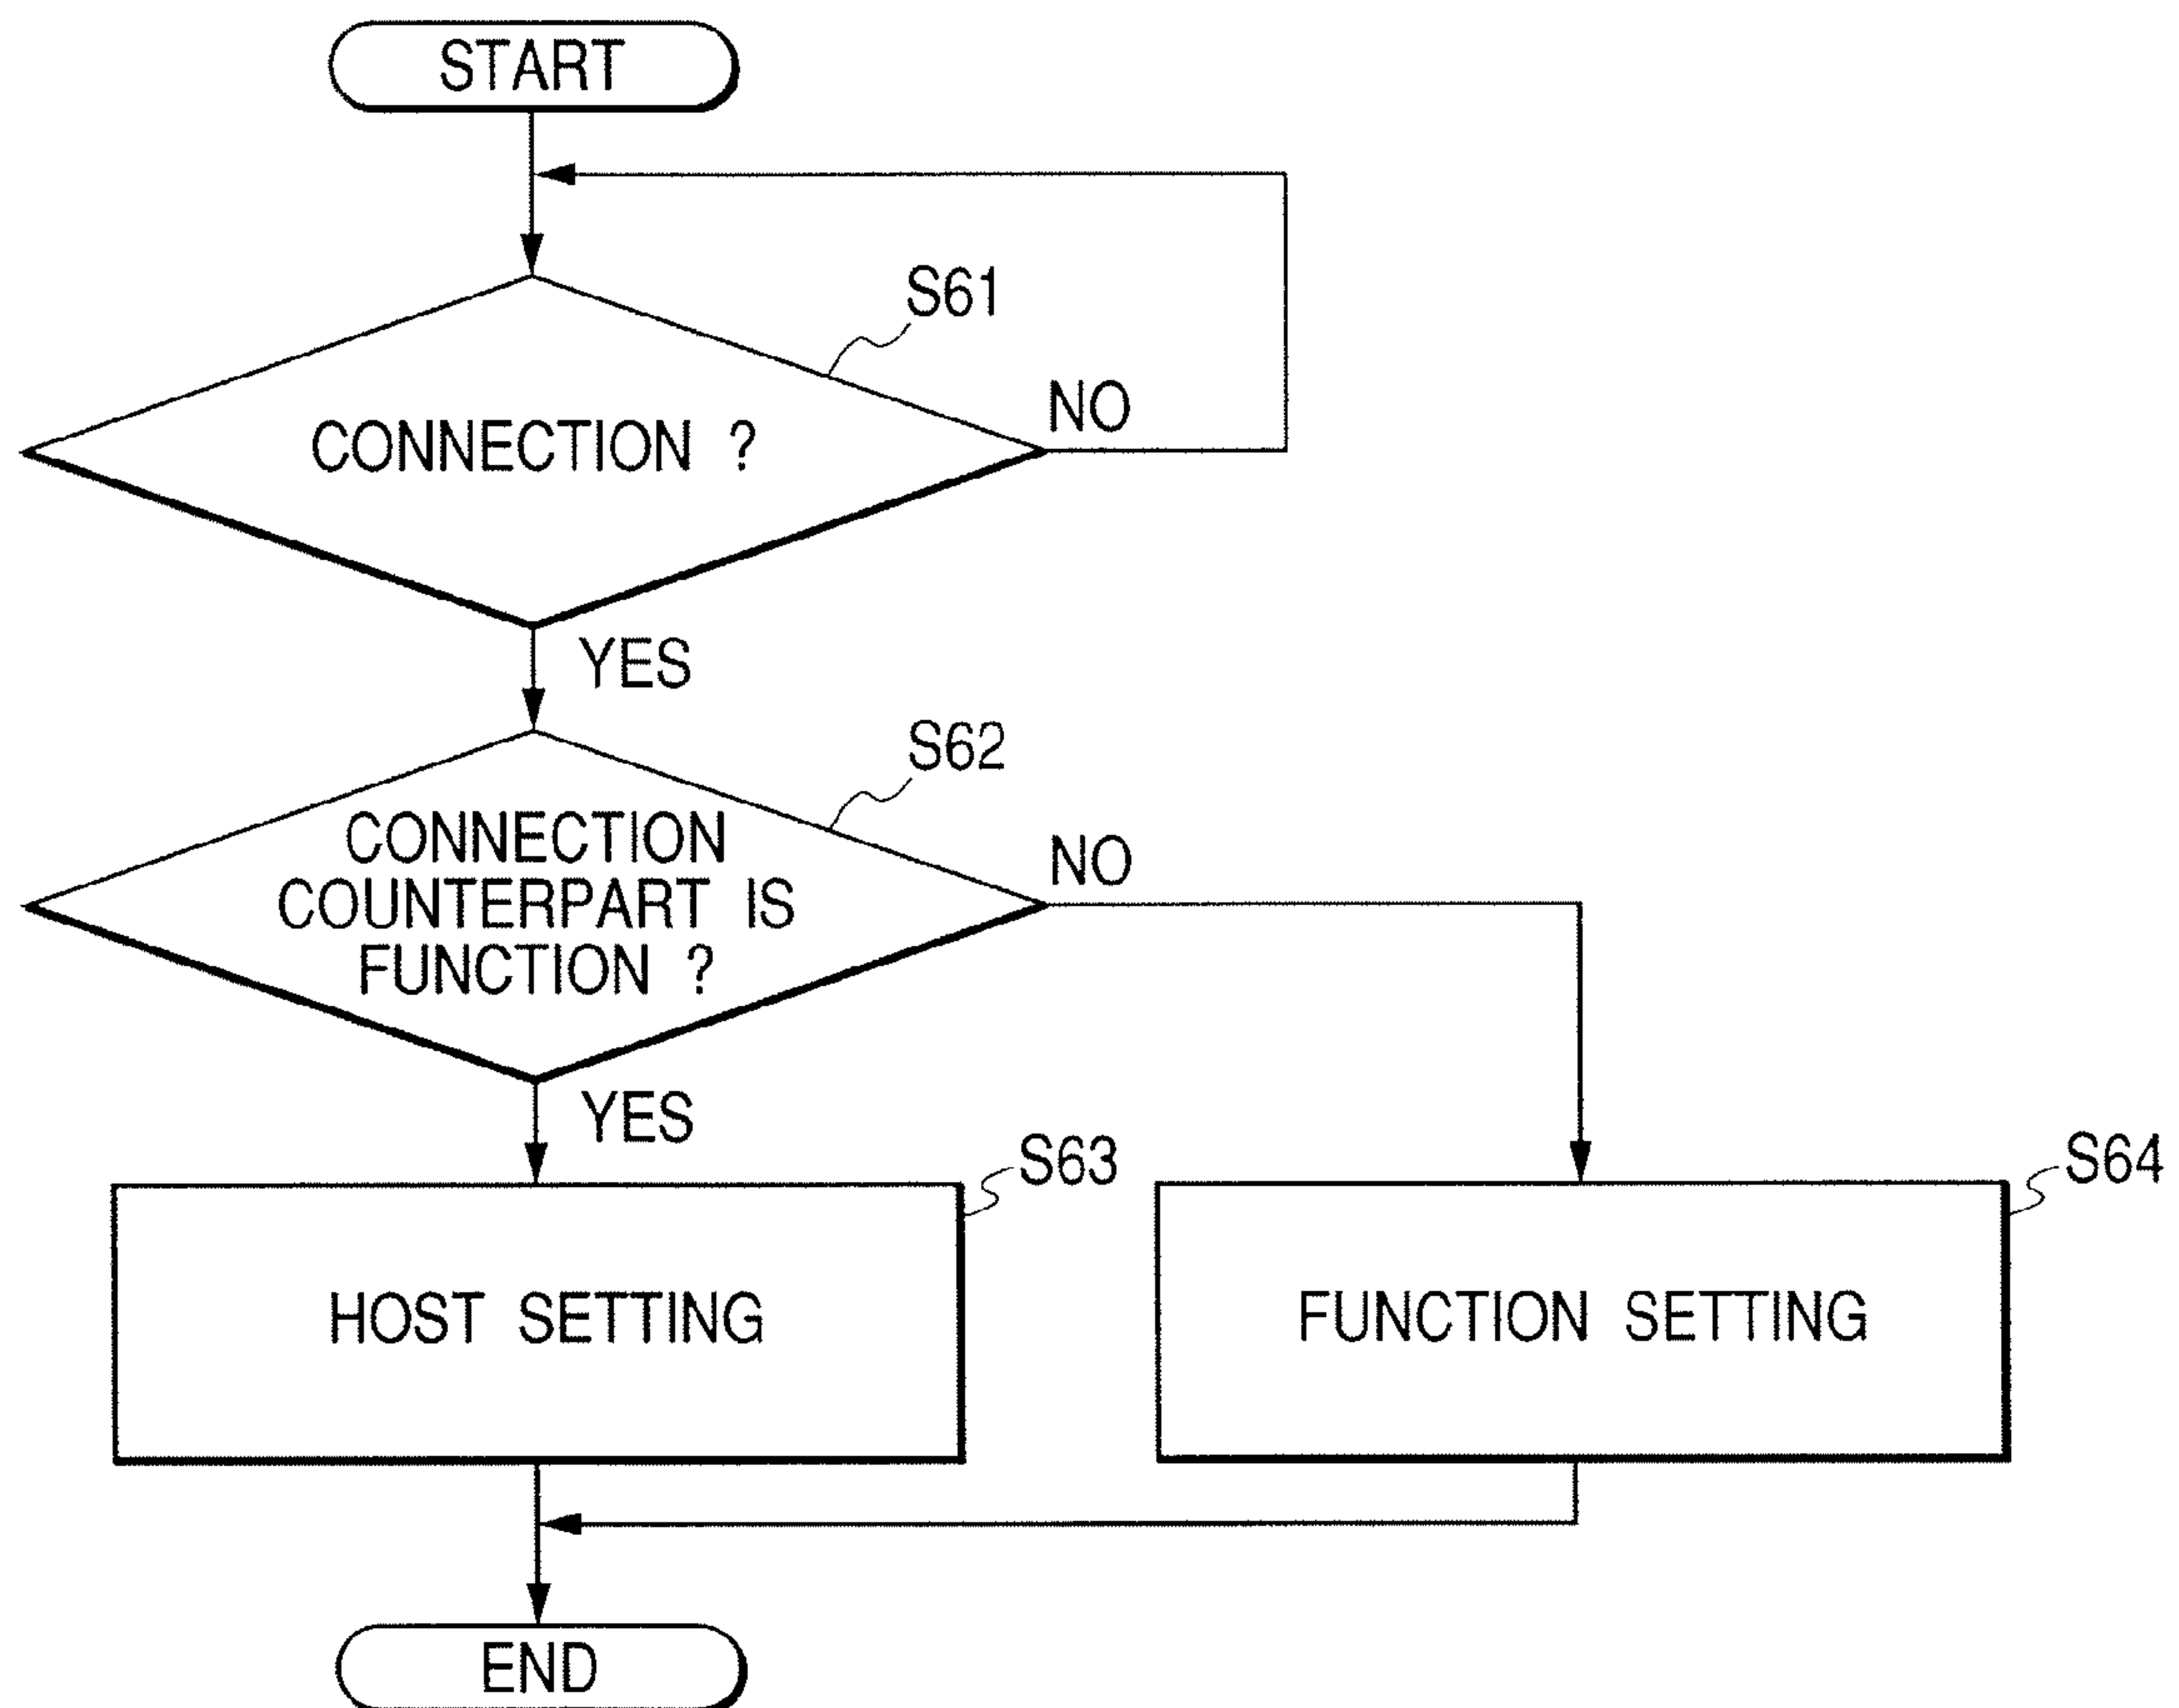 START
S61
CONNECTION ?
NO
YES
S62
CONNECTION
COUNTERPART IS
FUNCTION ?
NO
YES
S63
S64
HOST SETTING
FUNCTION SETTING
END